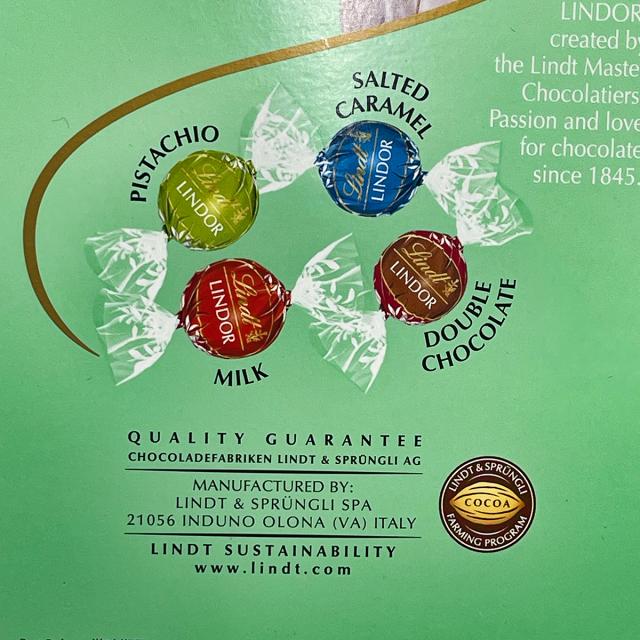 LINDOR
created by
the Lindt Master
Chocolatiers.
Passion and love
for chocolate
since 1845.
SALTED
CARAMEL
PISTACHIO
Lindt
LINDOR
Lindt
LINDOR
Lindt
LINDOR
Lindt
LINDOR
DOUBLE
CHOCOLATE
MILK
QUALITY GUARANTEE
CHOCOLADEFABRIKEN LINDT & SPRÜNGLI AG
MANUFACTURED BY:
LINDT & SPRÜNGLI SPA
21056 INDUNO OLONA (VA) ITALY
LINDT SUSTAINABILITY
www.lindt.com
LINDT & SPRÜNGLI
COCOA
FARMING PROGRAM